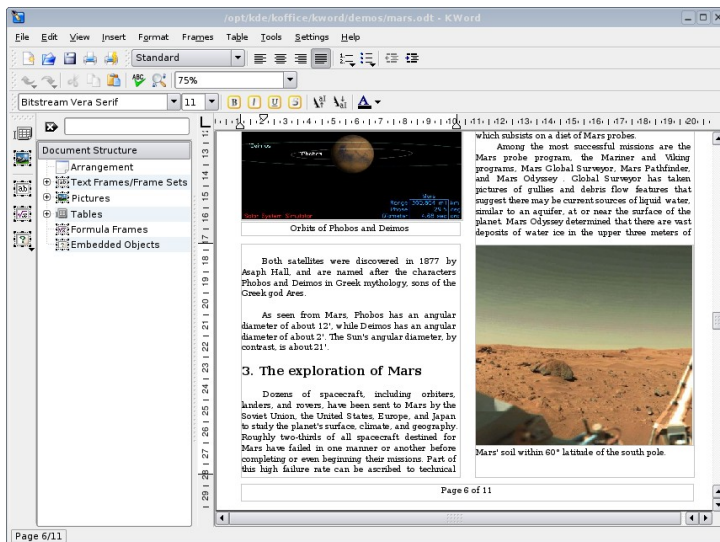 /opt/kde/koffice/kword/demos/mars.odt - KWord
File Edit View Insert Format Frames Table Tools Settings Help
Standard
75%
Bitstream Vera Serif 11
Document Structure
Arrangement
Text Frames/Frame Sets
Pictures
Tables
Formula Frames
Embedded Objects
Deimos
Phobos
Mars
Solar System Simulator
Orbits of Phobos and Deimos
Both satellites were discovered in 1877 by
Asaph Hall, and are named after the characters
Phobos and Deimos in Greek mythology, sons of the
Greek god Ares.
As seen from Mars, Phobos has an angular
diameter of about 12', while Deimos has an angular
diameter of about 2'. The Sun's angular diameter, by
contrast, is about 21'.
3. The exploration of Mars
Dozens of spacecraft, including orbiters,
landers, and rovers, have been sent to Mars by the
Soviet Union, the United States, Europe, and Japan
to study the planet's surface, climate, and geography.
Roughly two-thirds of all spacecraft destined for
Mars have failed in one manner or another before
completing or even beginning their missions. Part of
this high failure rate can be ascribed to technical
which subsists on a diet of Mars probes.
Among the most successful missions are the
Mars probe program, the Mariner and Viking
programs, Mars Global Surveyor, Mars Pathfinder,
and Mars Odyssey . Global Surveyor has taken
pictures of gullies and debris flow features that
suggest there may be current sources of liquid water,
similar to an aquifer, at or near the surface of the
planet. Mars Odyssey determined that there are vast
deposits of water ice in the upper three meters of
Mars' soil within 60° latitude of the south pole.
Page 6 of 11
Page 6/11